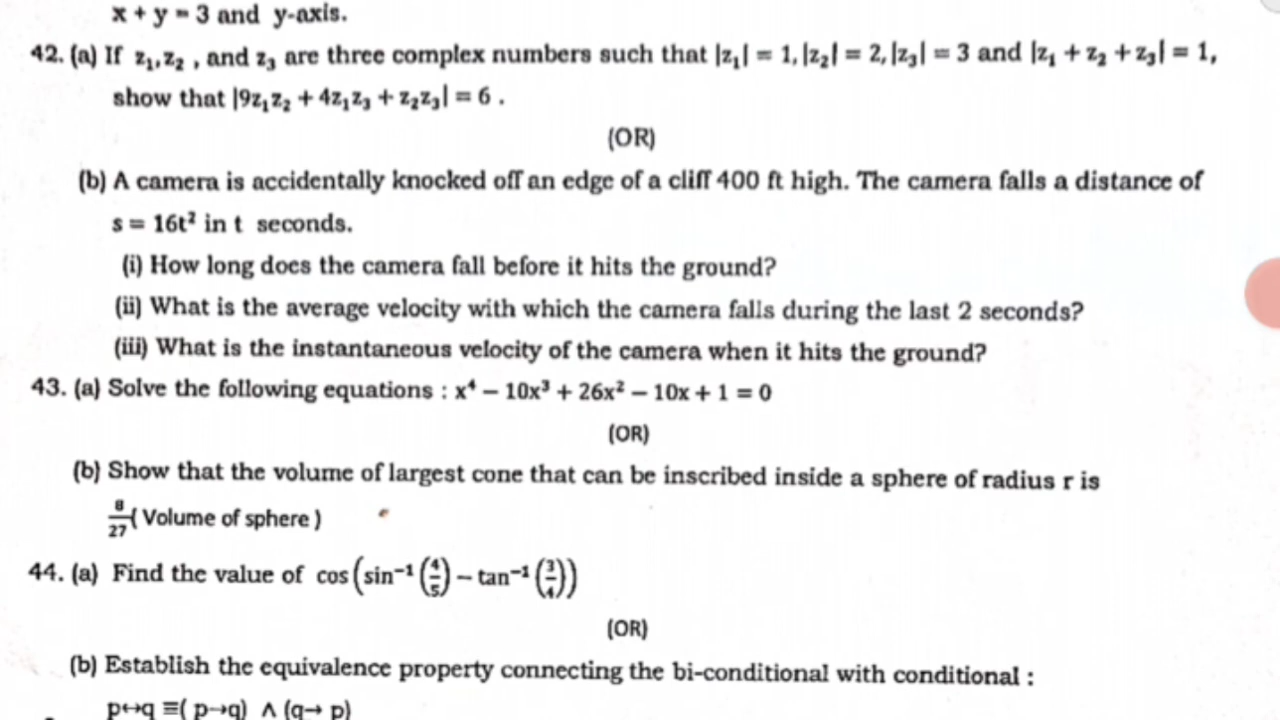 x + y = 3 and y-axis.
42. (a) If z₁,z₂ , and z₃ are three complex numbers such that |z₁| = 1, |z₂| = 2, |z₃| = 3 and |z₁ + z₂ + z₃| = 1,
show that |9z₁z₂ + 4z₁z₃ + z₂z₃| = 6 .
(OR)
(b) A camera is accidentally knocked off an edge of a cliff 400 ft high. The camera falls a distance of
s = 16t² in t seconds.
(i) How long does the camera fall before it hits the ground?
(ii) What is the average velocity with which the camera falls during the last 2 seconds?
(iii) What is the instantaneous velocity of the camera when it hits the ground?
43. (a) Solve the following equations : x⁴ – 10x³ + 26x² – 10x + 1 = 0
(OR)
(b) Show that the volume of largest cone that can be inscribed inside a sphere of radius r is
8/27 ( Volume of sphere )
44. (a) Find the value of cos (sin⁻¹ (4/5) – tan⁻¹ (3/4))
(OR)
(b) Establish the equivalence property connecting the bi-conditional with conditional :
p↔q ≡( p→q) ∧ (q→ p)